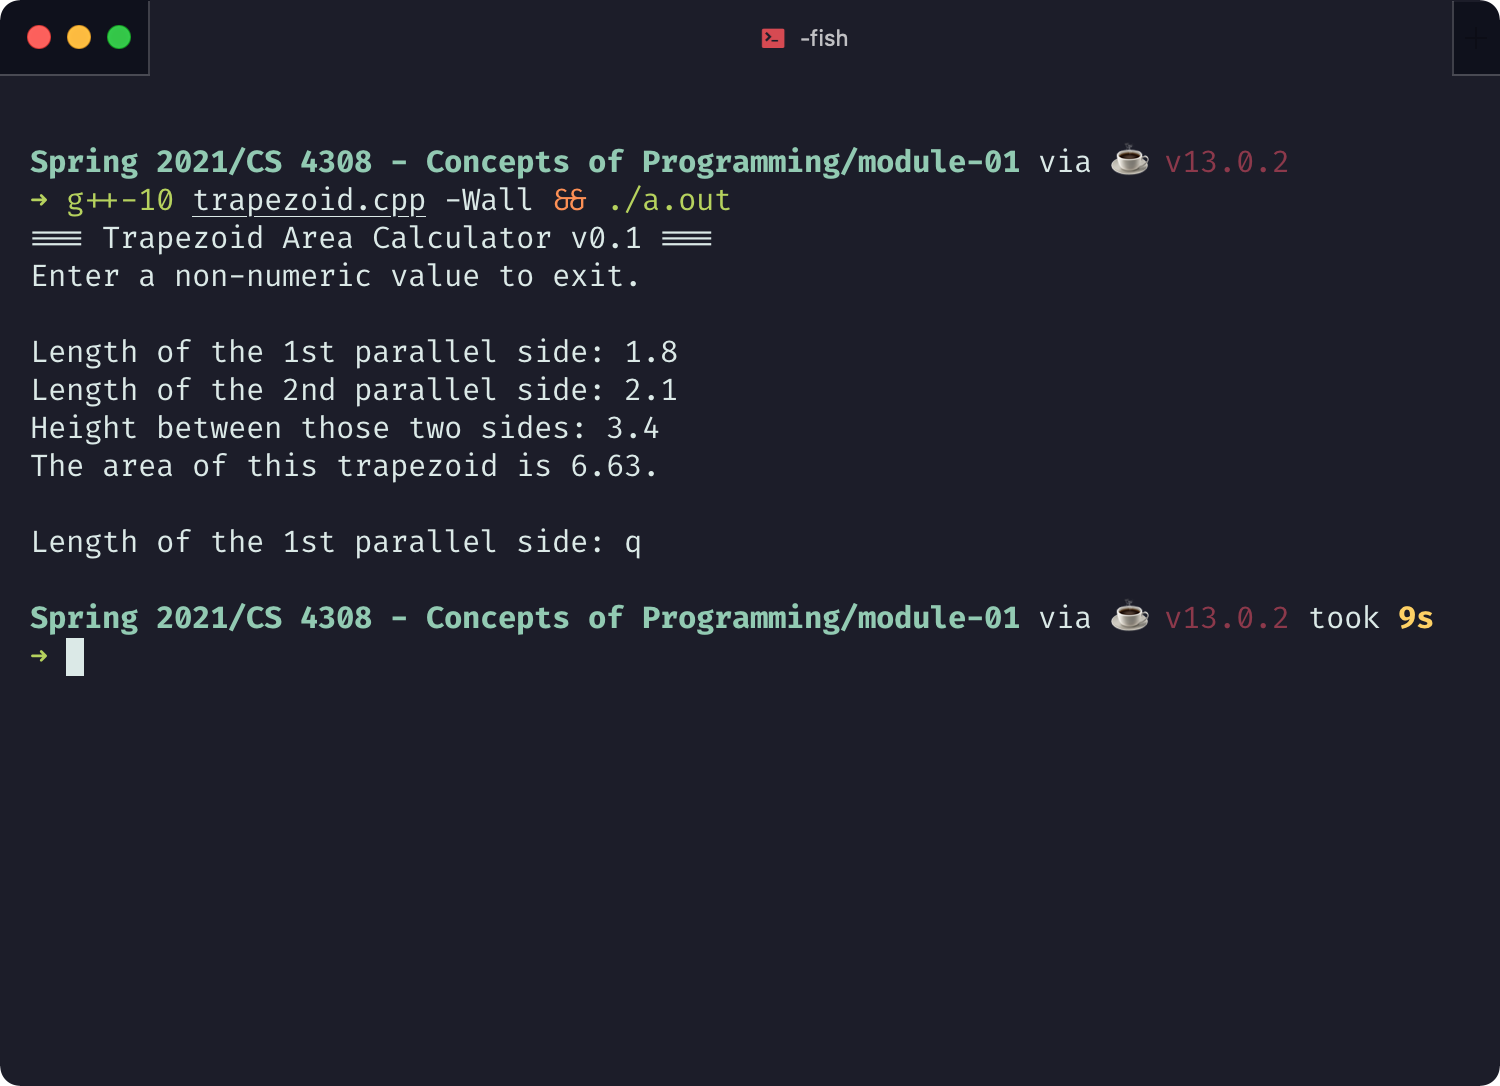 -fish
Spring 2021/CS 4308 - Concepts of Programming/module-01 via ☕ v13.0.2
➜ g++-10 trapezoid.cpp -Wall && ./a.out
=== Trapezoid Area Calculator v0.1 ===
Enter a non-numeric value to exit.
Length of the 1st parallel side: 1.8
Length of the 2nd parallel side: 2.1
Height between those two sides: 3.4
The area of this trapezoid is 6.63.
Length of the 1st parallel side: q
Spring 2021/CS 4308 - Concepts of Programming/module-01 via ☕ v13.0.2 took 9s
➜